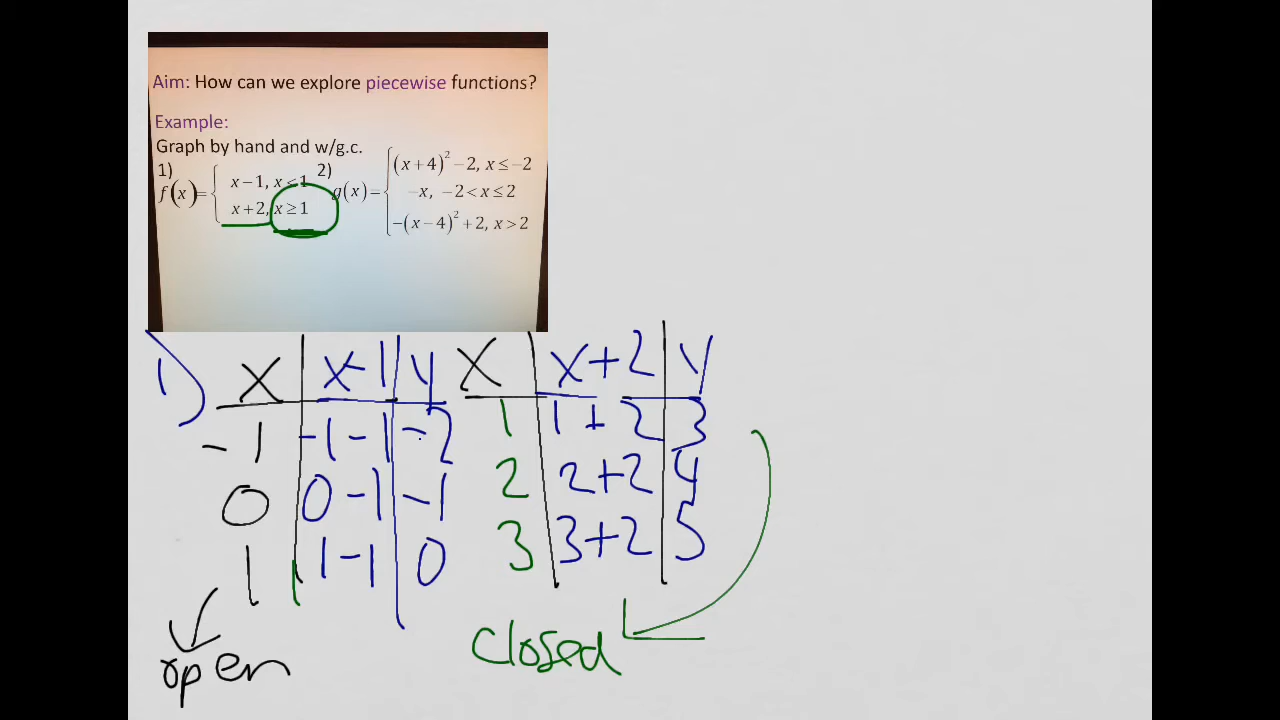 Aim: How can we explore piecewise functions?
Example:
Graph by hand and w/g.c.
1) f(x)= { x−1, x<1
x+2, x≥1
2) g(x)= { (x+4)²−2, x≤−2
−x, −2<x≤2
−(x−4)²+2, x>2
1)
x | x-1 | y
-1 | -1-1 | -2
0 | 0-1 | -1
1 | 1-1 | 0
open
x | x+2 | y
1 | 1+2 | 3
2 | 2+2 | 4
3 | 3+2 | 5
closed